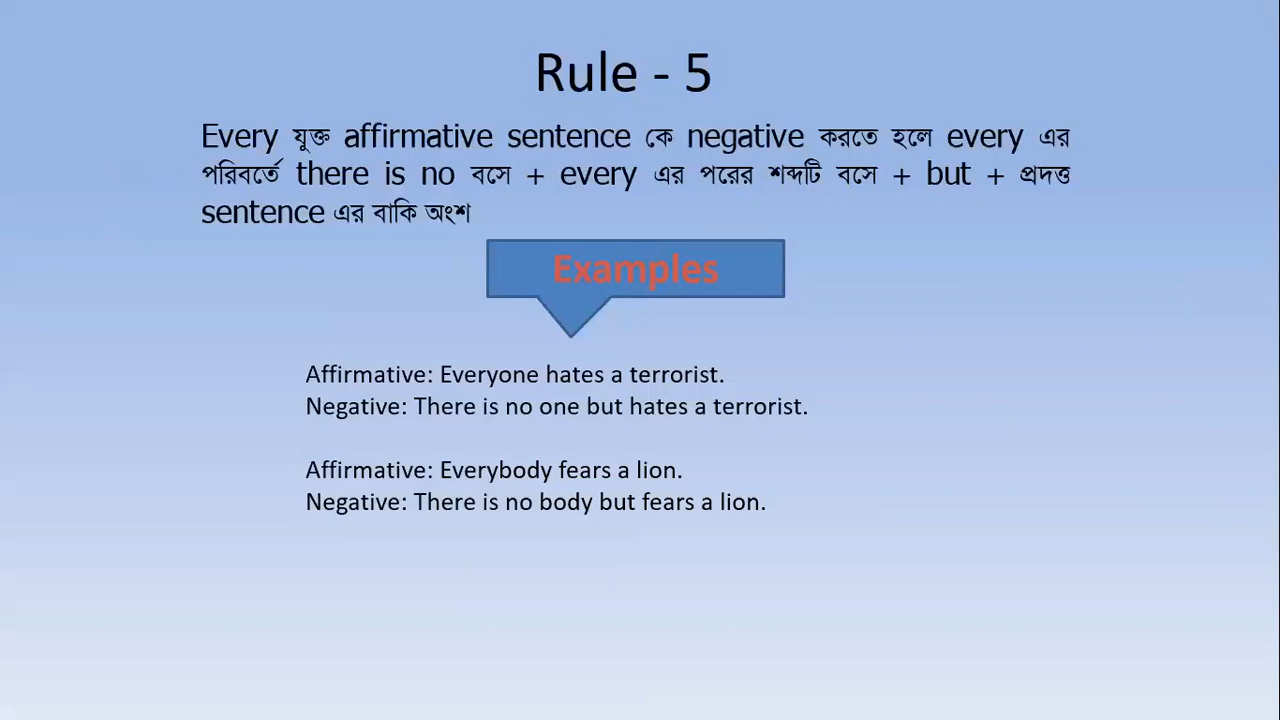 Rule - 5
Every যুক্ত affirmative sentence কে negative করতে হলে every এর
পরিবর্তে there is no বসে + every এর পরের শব্দটি বসে + but + প্রদত্ত
sentence এর বাকি অংশ
Examples
Affirmative: Everyone hates a terrorist.
Negative: There is no one but hates a terrorist.
Affirmative: Everybody fears a lion.
Negative: There is no body but fears a lion.